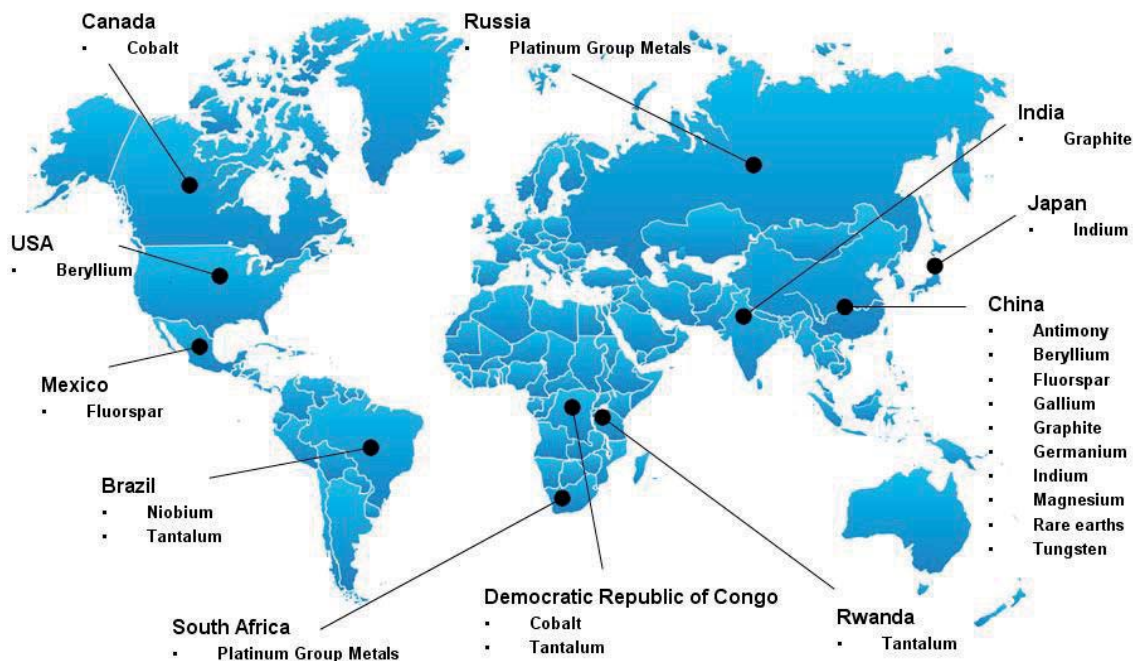 Canada
▪ Cobalt
Russia
▪ Platinum Group Metals
India
▪ Graphite
Japan
▪ Indium
USA
▪ Beryllium
China
▪ Antimony
▪ Beryllium
▪ Fluorspar
▪ Gallium
▪ Graphite
▪ Germanium
▪ Indium
▪ Magnesium
▪ Rare earths
▪ Tungsten
Mexico
▪ Fluorspar
Brazil
▪ Niobium
▪ Tantalum
South Africa
▪ Platinum Group Metals
Democratic Republic of Congo
▪ Cobalt
▪ Tantalum
Rwanda
▪ Tantalum